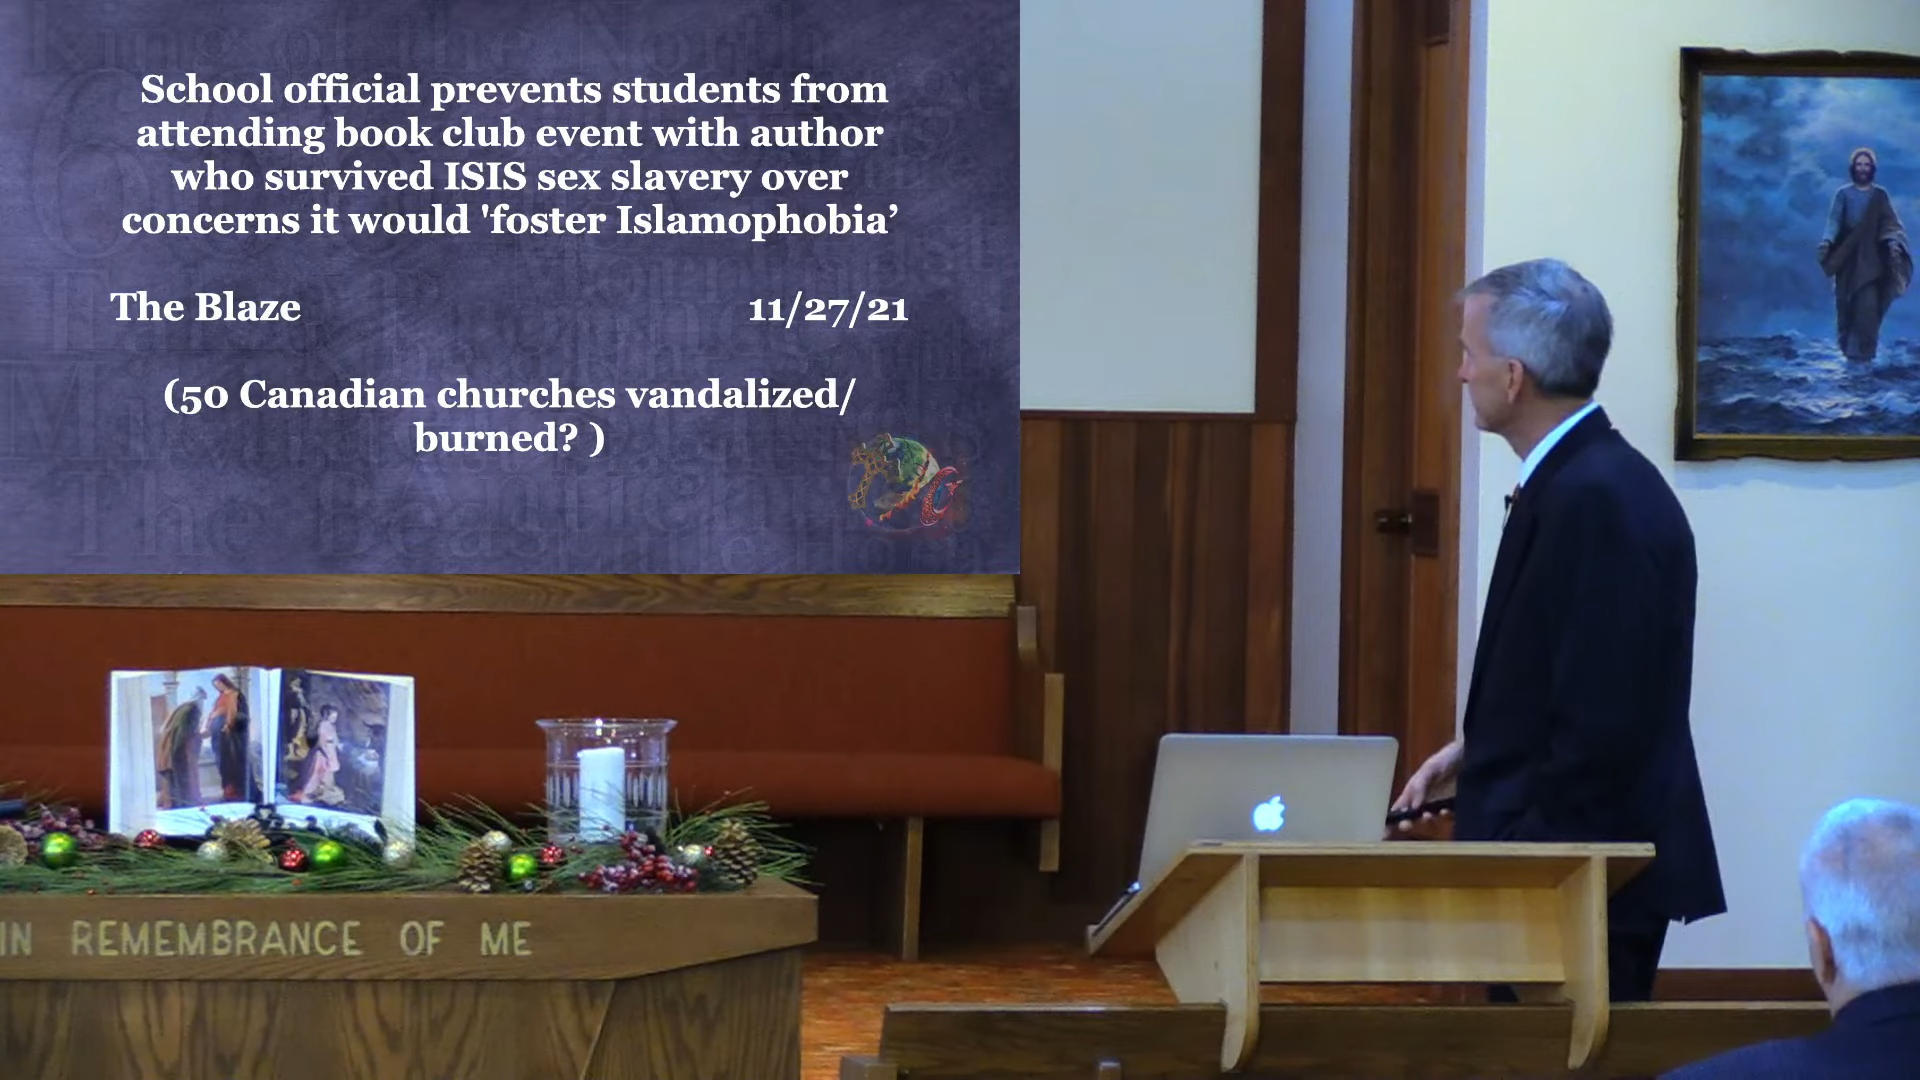 School official prevents students from
attending book club event with author
who survived ISIS sex slavery over
concerns it would 'foster Islamophobia’
The Blaze 11/27/21
(50 Canadian churches vandalized/
burned? )
IN REMEMBRANCE OF ME